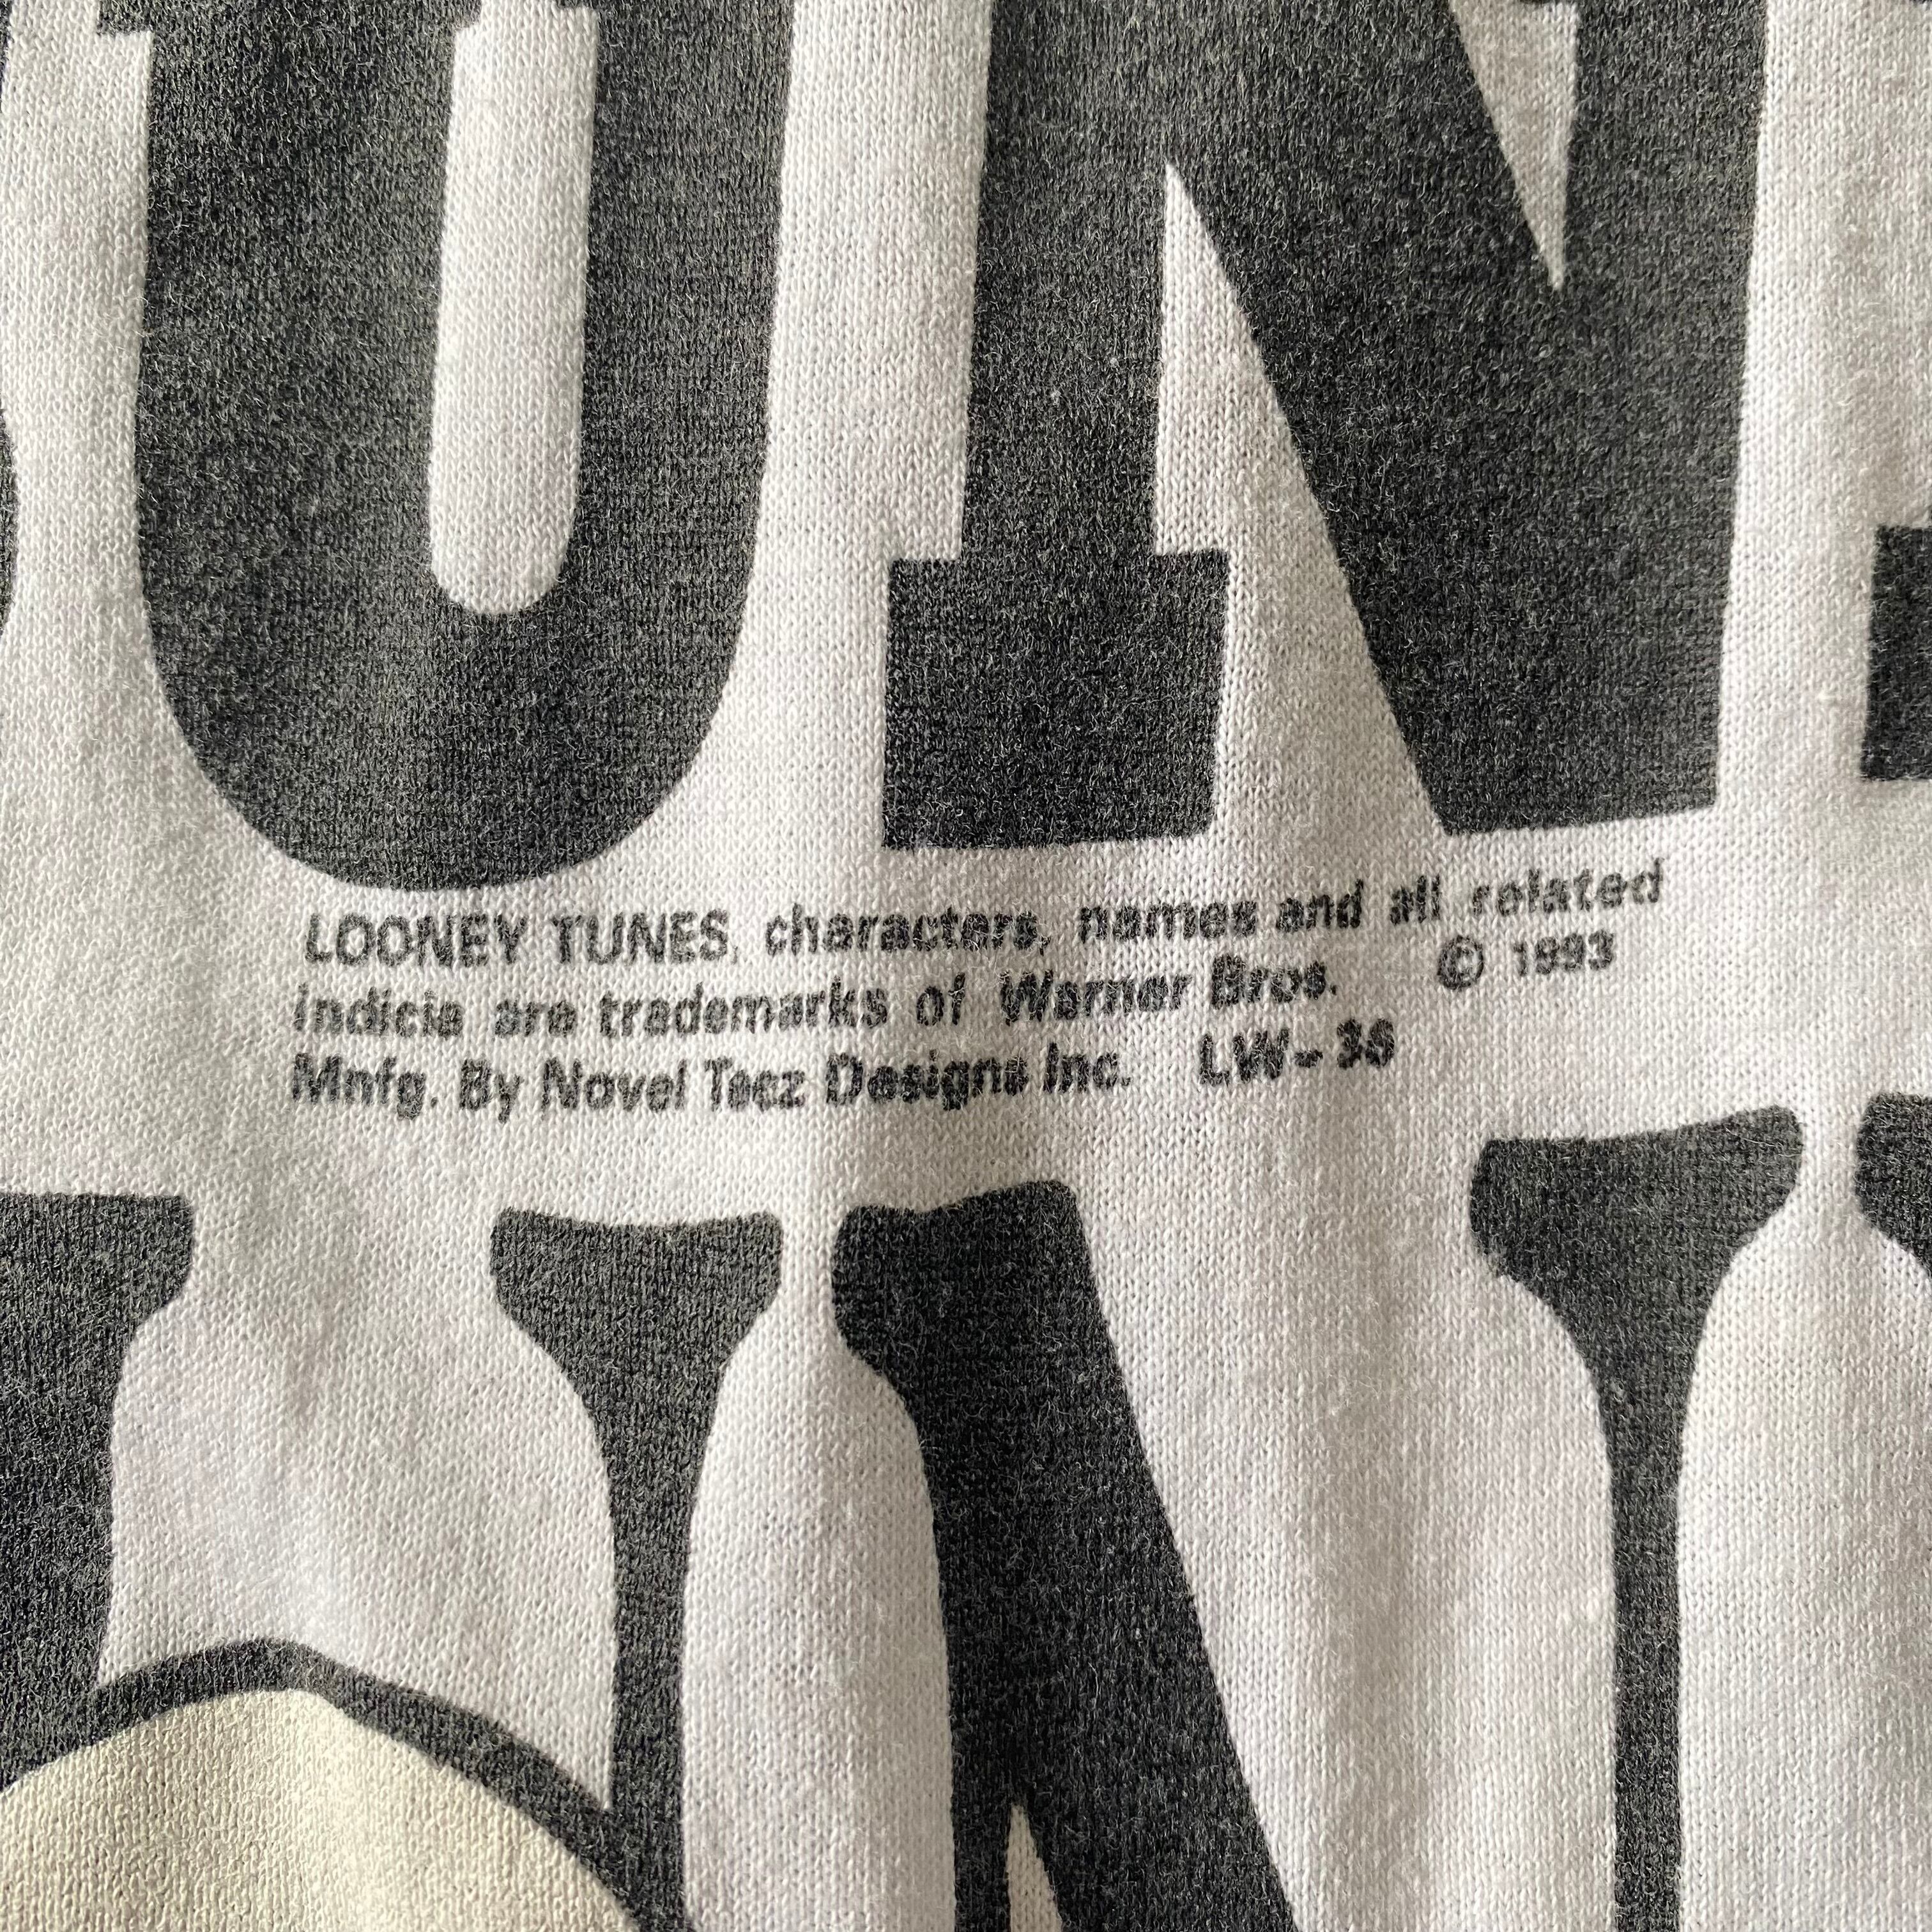 UN
LOONEY TUNES, characters, names and all related
indicia are trademarks of Warner Bros. © 1993
Mnfg. By Novel Teez Designs Inc. LW-36